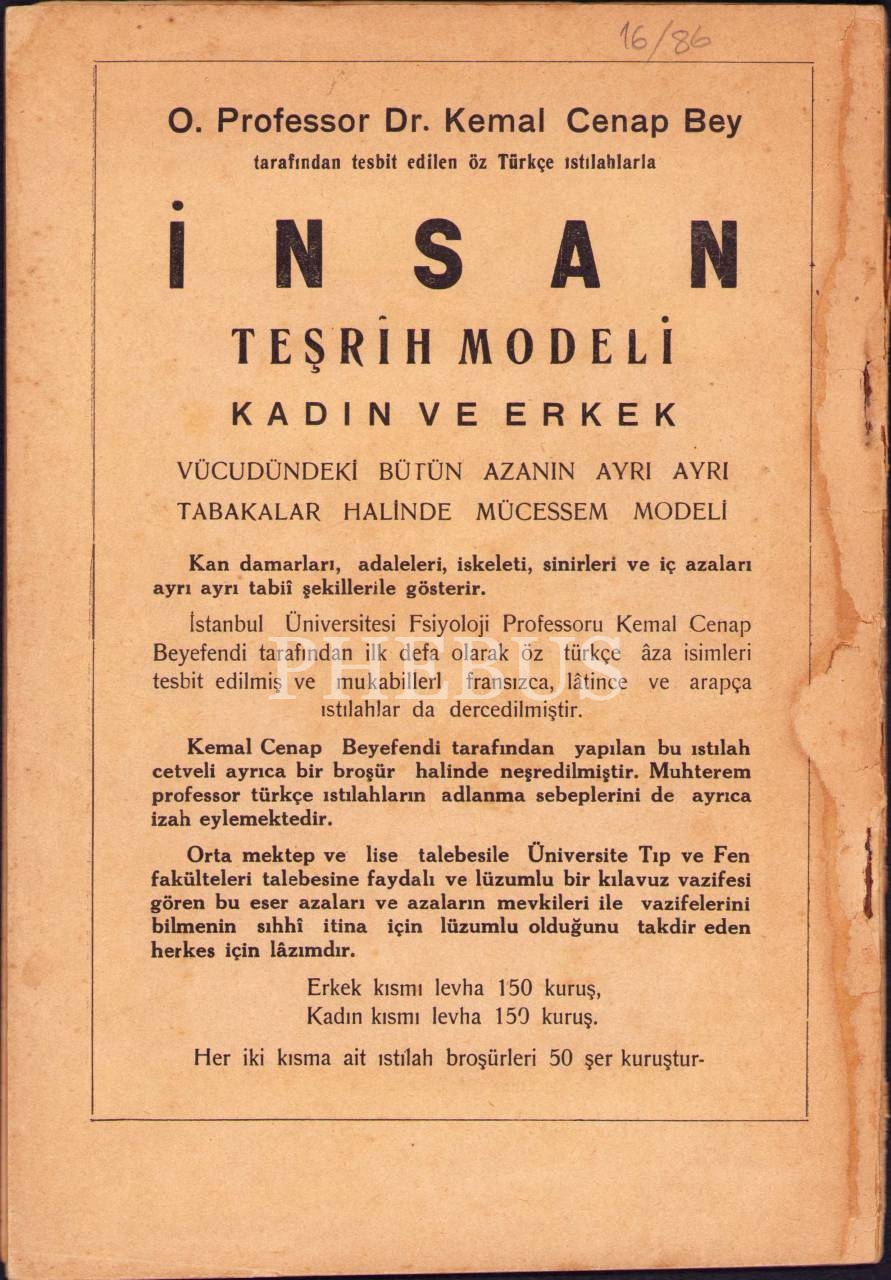 16/86
O. Professor Dr. Kemal Cenap Bey
tarafından tesbit edilen öz Türkçe ıstılahlarla
İNSAN
TEŞRİH MODELİ
KADIN VE ERKEK
VÜCUDÜNDEKİ BÜTÜN AZANIN AYRI AYRI
TABAKALAR HALİNDE MÜCESSEM MODELİ
Kan damarları, adaleleri, iskeleti, sinirleri ve iç azaları
ayrı ayrı tabiî şekillerile gösterir.
İstanbul Üniversitesi Fsiyoloji Professoru Kemal Cenap
Beyefendi tarafından ilk defa olarak öz türkçe âza isimleri
tesbit edilmiş ve mukabillerl fransızca, lâtince ve arapça
ıstılahlar da dercedilmiştir.
PHEBUS
Kemal Cenap Beyefendi tarafından yapılan bu ıstılah
cetveli ayrıca bir broşür halinde neşredilmiştir. Muhterem
professor türkçe ıstılahların adlanma sebeplerini de ayrıca
izah eylemektedir.
Orta mektep ve lise talebesile Üniversite Tıp ve Fen
fakülteleri talebesine faydalı ve lüzumlu bir kılavuz vazifesi
gören bu eser azaları ve azaların mevkileri ile vazifelerini
bilmenin sıhhî itina için lüzumlu olduğunu takdir eden
herkes için lâzımdır.
Erkek kısmı levha 150 kuruş,
Kadın kısmı levha 150 kuruş.
Her iki kısma ait ıstılah broşürleri 50 şer kuruştur-